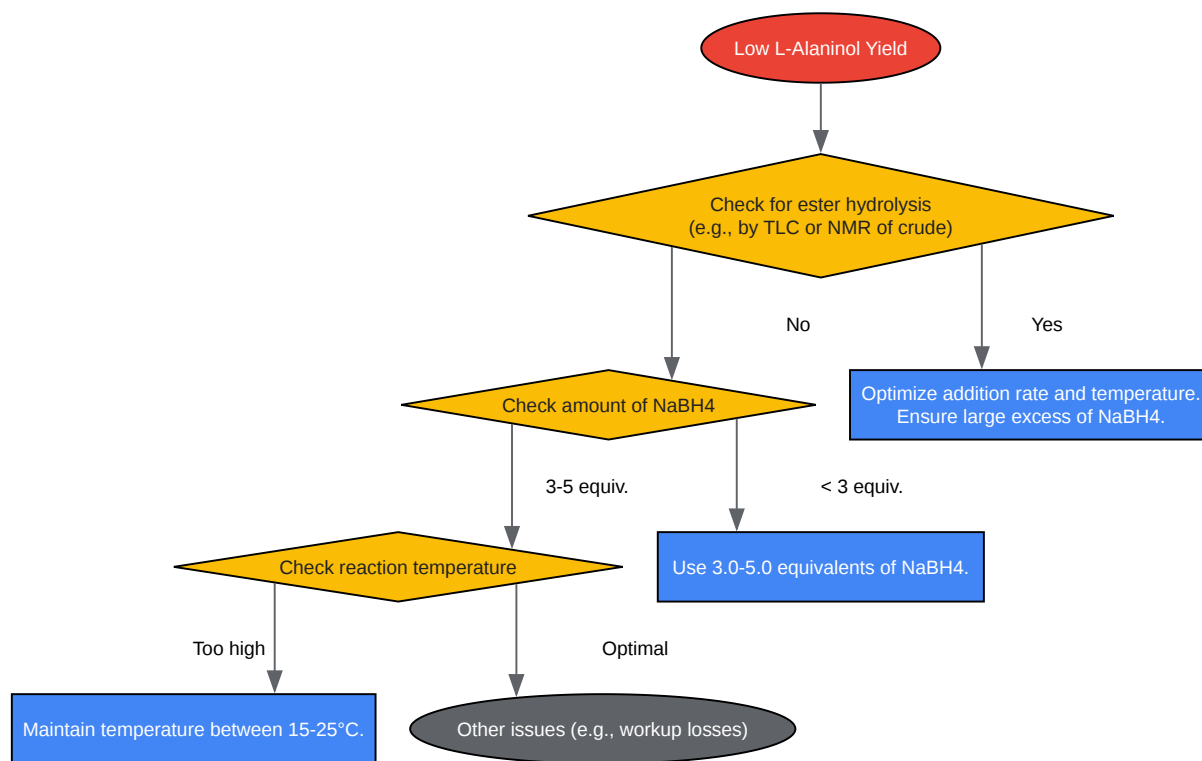 Low L-Alaninol Yield
Check for ester hydrolysis
(e.g., by TLC or NMR of crude)
No
Yes
Optimize addition rate and temperature.
Ensure large excess of NaBH4.
Check amount of NaBH4
3-5 equiv.
< 3 equiv.
Check reaction temperature
Use 3.0-5.0 equivalents of NaBH4.
Too high
Optimal
Maintain temperature between 15-25°C.
Other issues (e.g., workup losses)